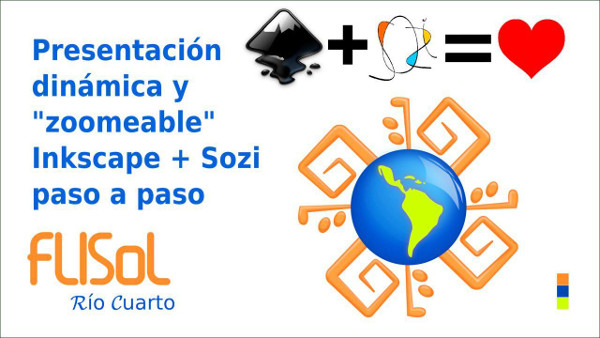 Presentación
dinámica y
"zoomeable"
Inkscape + Sozi
paso a paso
FLISoL
Río Cuarto